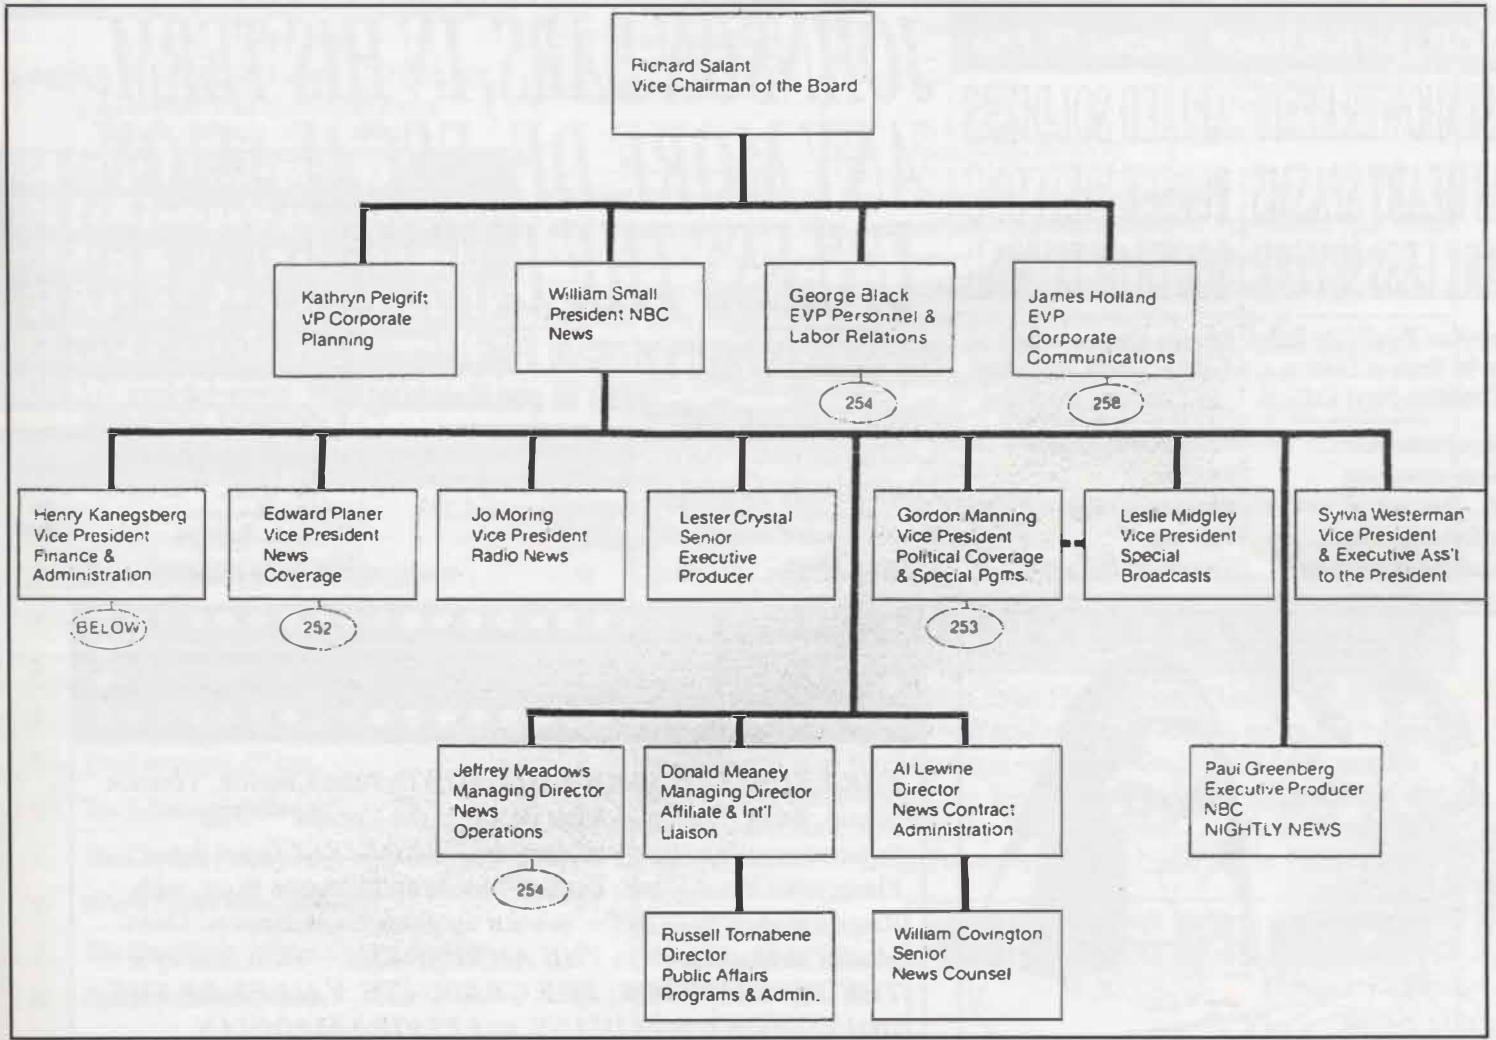 Richard Salant
Vice Chairman of the Board
Kathryn Pelgrift
VP Corporate
Planning
William Small
President NBC
News
George Black
EVP Personnel &
Labor Relations
254
James Holland
EVP
Corporate
Communications
258
Henry Kanegsberg
Vice President
Finance &
Administration
BELOW
Edward Planer
Vice President
News
Coverage
252
Jo Moring
Vice President
Radio News
Lester Crystal
Senior
Executive
Producer
Gordon Manning
Vice President
Political Coverage
& Special Pgms.
253
Leslie Midgley
Vice President
Special
Broadcasts
Sylvia Westerman
Vice President
& Executive Ass't
to the President
Jeffrey Meadows
Managing Director
News
Operations
254
Donald Meaney
Managing Director
Affiliate & Int'l
Liaison
Al Lewine
Director
News Contract
Administration
Paul Greenberg
Executive Producer
NBC
NIGHTLY NEWS
Russell Tornabene
Director
Public Affairs
Programs & Admin.
William Covington
Senior
News Counsel